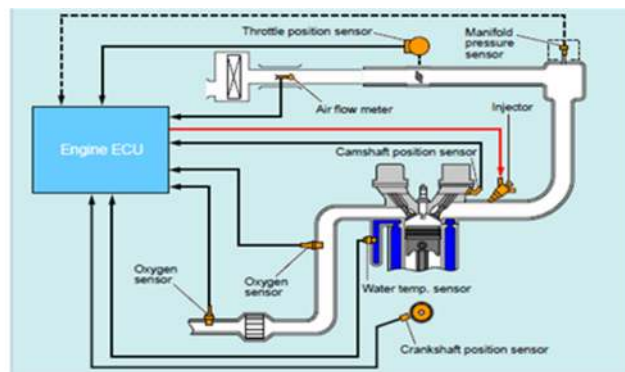 Throttle position sensor
Manifold
pressure
sensor
Air flow meter
Injector
Engine ECU
Camshaft position sensor
Oxygen
sensor
Oxygen
sensor
Water temp. sensor
Crankshaft position sensor